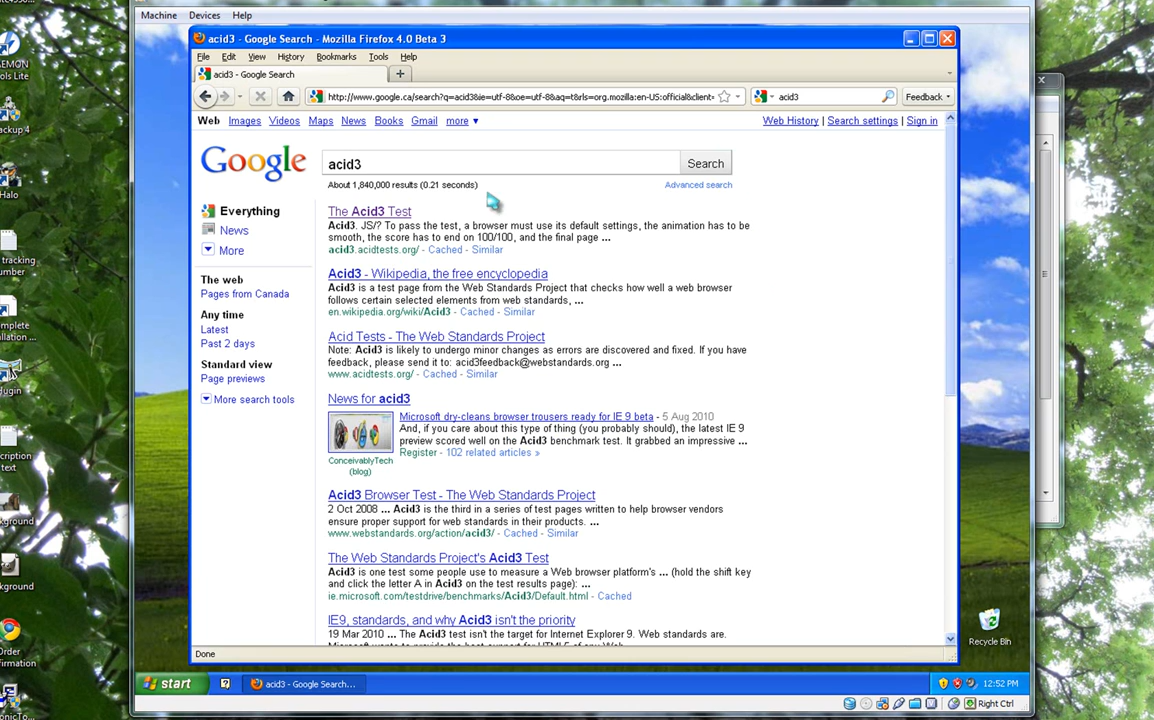 Machine Devices Help
acid3 - Google Search - Mozilla Firefox 4.0 Beta 3
File Edit View History Bookmarks Tools Help
acid3 - Google Search
http://www.google.ca/search?q=acid3&ie=utf-8&oe=utf-8&aq=t&rls=org.mozilla:en-US:official&client=
acid3
Feedback
Web Images Videos Maps News Books Gmail more
Web History | Search settings | Sign in
Google
acid3
Search
About 1,840,000 results (0.21 seconds)
Advanced search
Everything
News
More
The web
Pages from Canada
Any time
Latest
Past 2 days
Standard view
Page previews
More search tools
The Acid3 Test
Acid3. JS/? To pass the test, a browser must use its default settings, the animation has to be
smooth, the score has to end on 100/100, and the final page ...
acid3.acidtests.org/ - Cached - Similar
Acid3 - Wikipedia, the free encyclopedia
Acid3 is a test page from the Web Standards Project that checks how well a web browser
follows certain selected elements from web standards, ...
en.wikipedia.org/wiki/Acid3 - Cached - Similar
Acid Tests - The Web Standards Project
Note: Acid3 is likely to undergo minor changes as errors are discovered and fixed. If you have
feedback, please send it to: acid3feedback@webstandards.org ...
www.acidtests.org/ - Cached - Similar
News for acid3
Microsoft dry-cleans browser trousers ready for IE 9 beta - 5 Aug 2010
And, if you care about this type of thing (you probably should), the latest IE 9
preview scored well on the Acid3 benchmark test. It grabbed an impressive ...
Register - 102 related articles »
ConceivablyTech
(blog)
Acid3 Browser Test - The Web Standards Project
2 Oct 2008 ... Acid3 is the third in a series of test pages written to help browser vendors
ensure proper support for web standards in their products. ...
www.webstandards.org/action/acid3/ - Cached - Similar
The Web Standards Project's Acid3 Test
Acid3 is one test some people use to measure a Web browser platform's ... (hold the shift key
and click the letter A in Acid3 on the test results page): ...
ie.microsoft.com/testdrive/benchmarks/Acid3/Default.html - Cached
IE9, standards, and why Acid3 isn't the priority
19 Mar 2010 ... The Acid3 test isn't the target for Internet Explorer 9. Web standards are.
Done
Recycle Bin
start
acid3 - Google Search...
12:52 PM
Right Ctrl
AEMON
ols Lite
ackup 4
Halo
tracking
umber
mplete
allation ...
lugin
cription
text
kground
kground
Order
firmation